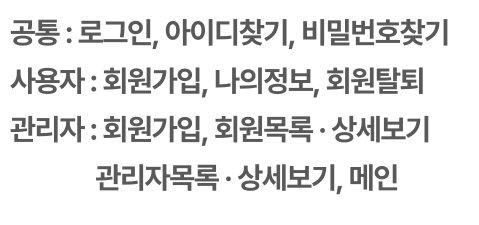 공통 : 로그인, 아이디찾기, 비밀번호찾기
사용자 : 회원가입, 나의정보, 회원탈퇴
관리자 : 회원가입, 회원목록 · 상세보기
관리자목록 · 상세보기, 메인